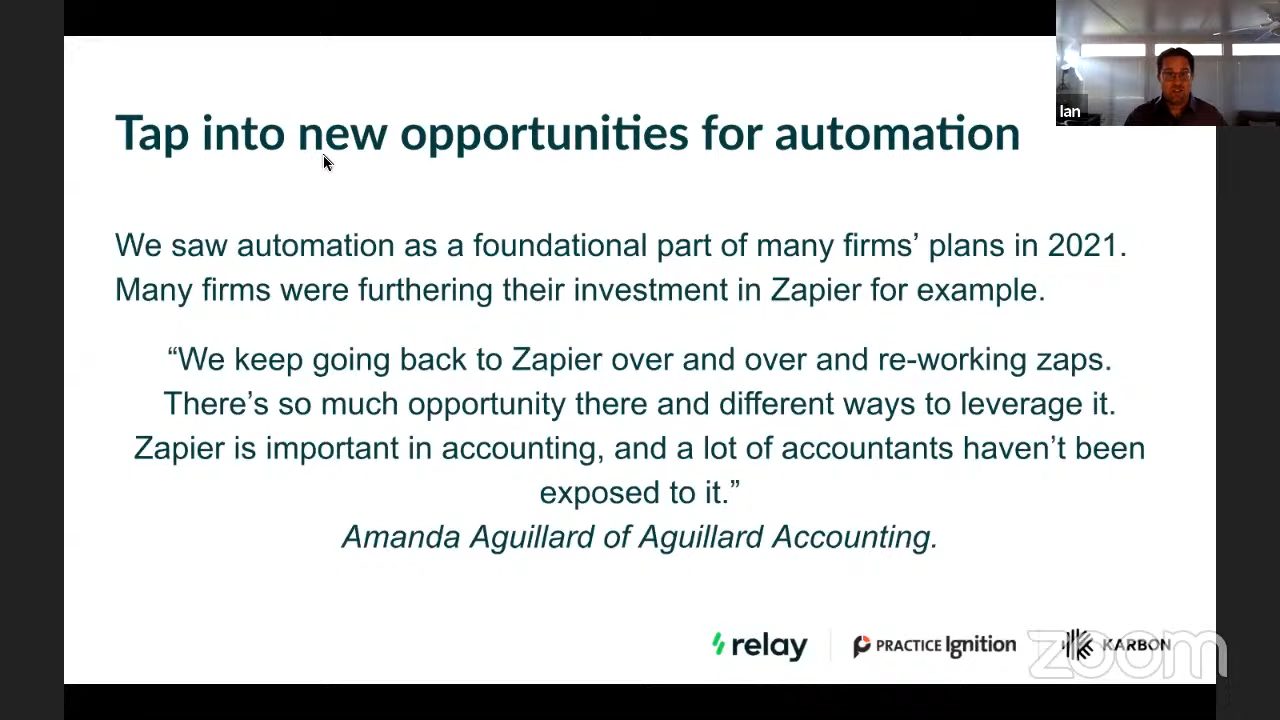 Ian
Tap into new opportunities for automation
We saw automation as a foundational part of many firms’ plans in 2021.
Many firms were furthering their investment in Zapier for example.
“We keep going back to Zapier over and over and re-working zaps.
There’s so much opportunity there and different ways to leverage it.
Zapier is important in accounting, and a lot of accountants haven’t been
exposed to it.”
Amanda Aguillard of Aguillard Accounting.
relay
PRACTICE Ignition
KARBON
zoom